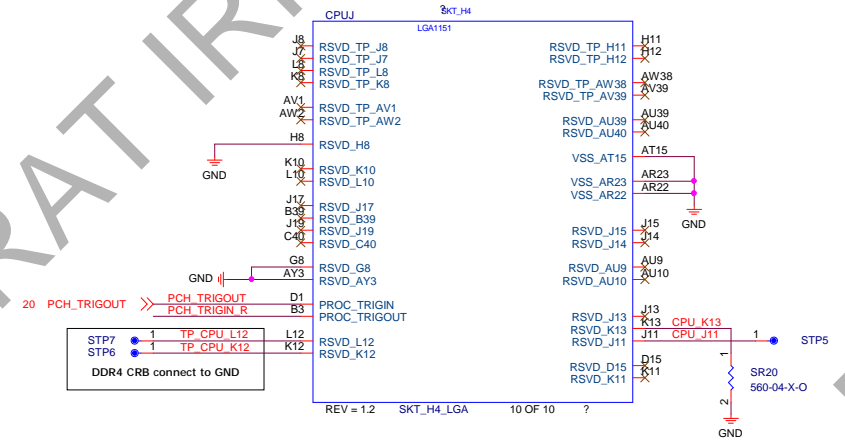 ?
CPUJ SKT_H4
LGA1151
J8 RSVD_TP_J8 RSVD_TP_H11 H11
J7 RSVD_TP_J7 RSVD_TP_H12 H12
L8 RSVD_TP_L8
K8 RSVD_TP_K8 RSVD_TP_AW38 AW38
RSVD_TP_AV39 AV39
AV1 RSVD_TP_AV1
AW2 RSVD_TP_AW2 RSVD_AU39 AU39
RSVD_AU40 AU40
H8 RSVD_H8
VSS_AT15 AT15
GND
K10 RSVD_K10
L10 RSVD_L10 VSS_AR23 AR23
VSS_AR22 AR22
J17 RSVD_J17
B39 RSVD_B39 GND
J19 RSVD_J19 RSVD_J15 J15
C40 RSVD_C40 RSVD_J14 J14
G8 RSVD_G8 RSVD_AU9 AU9
GND AY3 RSVD_AY3 RSVD_AU10 AU10
20 PCH_TRIGOUT PCH_TRIGOUT D1 PROC_TRIGIN
PCH_TRIGIN_R B3 PROC_TRIGOUT RSVD_J13 J13
RSVD_K13 K13 CPU_K13
STP7 1 TP_CPU_L12 L12 RSVD_L12 RSVD_J11 J11 CPU_J11 1 STP5
STP6 1 TP_CPU_K12 K12 RSVD_K12
RSVD_D15 D15 1
DDR4 CRB connect to GND RSVD_K11 K11 SR20
560-04-X-O
2
REV = 1.2 SKT_H4_LGA 10 OF 10 ?
GND
RAT IR